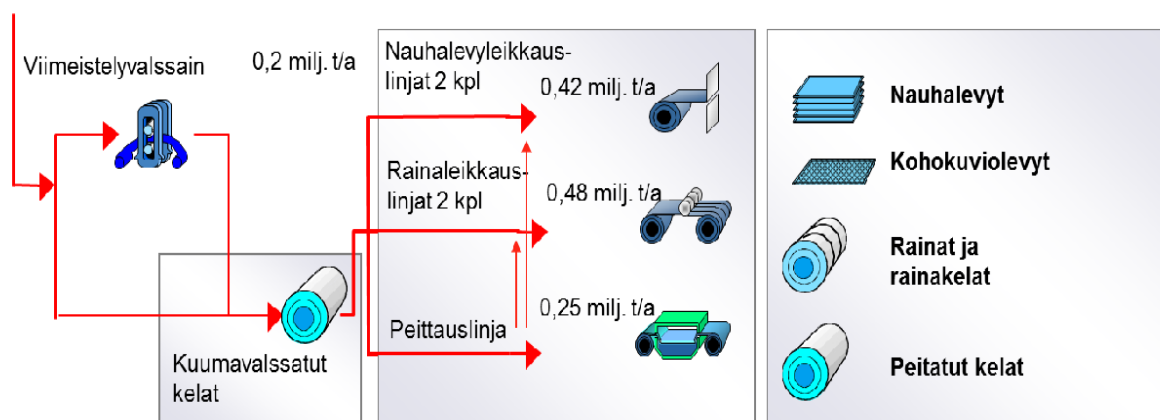 Viimeistelyvalssain
0,2 milj. t/a
Kuumavalssatut
kelat
Nauhalevyleikkaus-
linjat 2 kpl
0,42 milj. t/a
Rainaleikkaus-
linjat 2 kpl
0,48 milj. t/a
Peittauslinja
0,25 milj. t/a
Nauhalevyt
Kohokuviolevyt
Rainat ja
rainakelat
Peitatut kelat